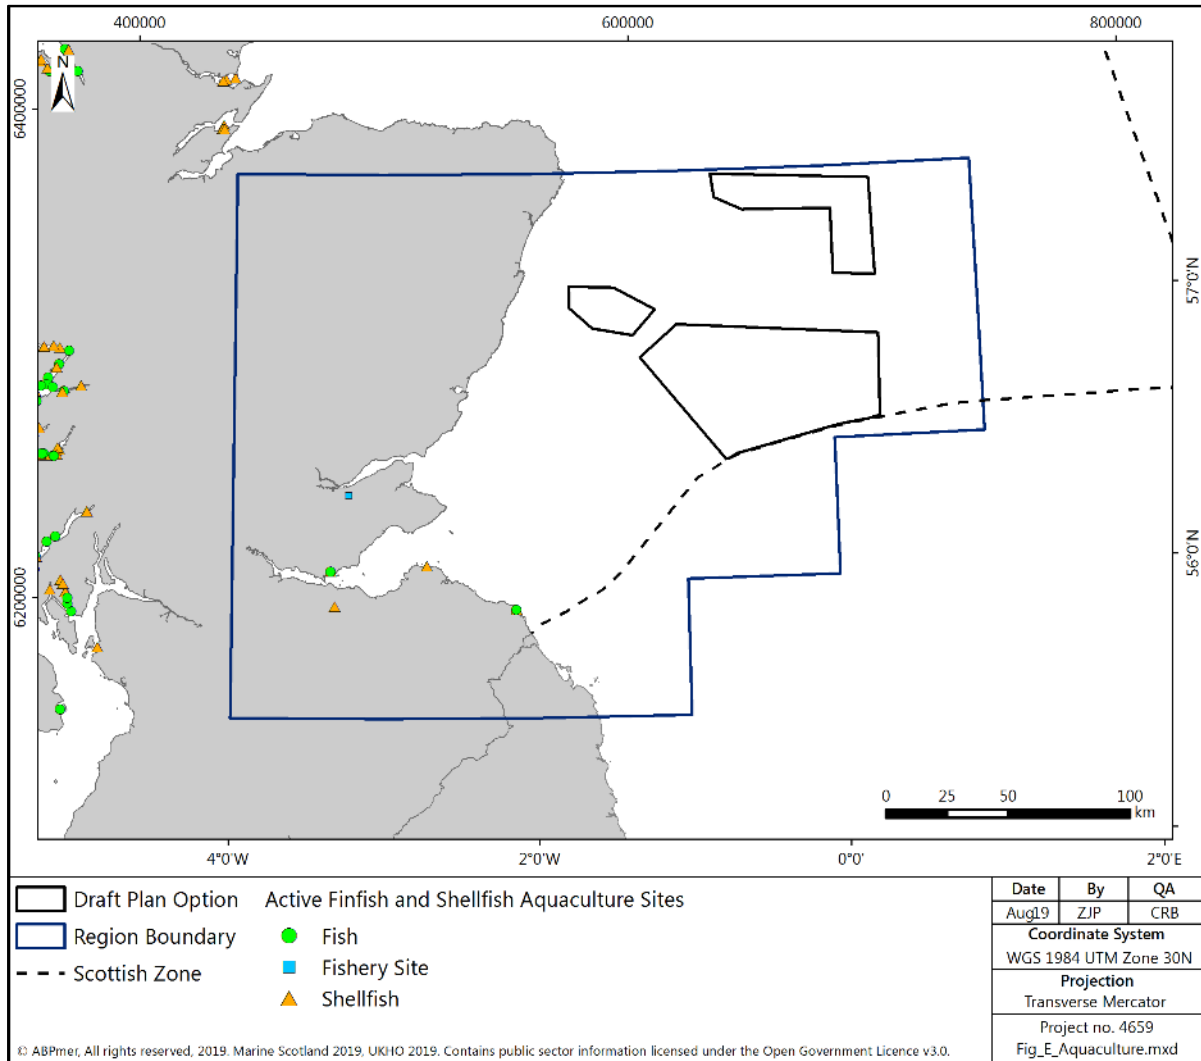 400000 600000 800000
N
6400000
57°0'N
56°0'N
6200000
0 25 50 100
km
4°0'W 2°0'W 0°0' 2°0'E
Draft Plan Option
Region Boundary
Scottish Zone
Active Finfish and Shellfish Aquaculture Sites
Fish
Fishery Site
Shellfish
Date By QA
Aug19 ZJP CRB
Coordinate System
WGS 1984 UTM Zone 30N
Projection
Transverse Mercator
Project no. 4659
Fig_E_Aquaculture.mxd
© ABPmer, All rights reserved, 2019. Marine Scotland 2019, UKHO 2019. Contains public sector information licensed under the Open Government Licence v3.0.